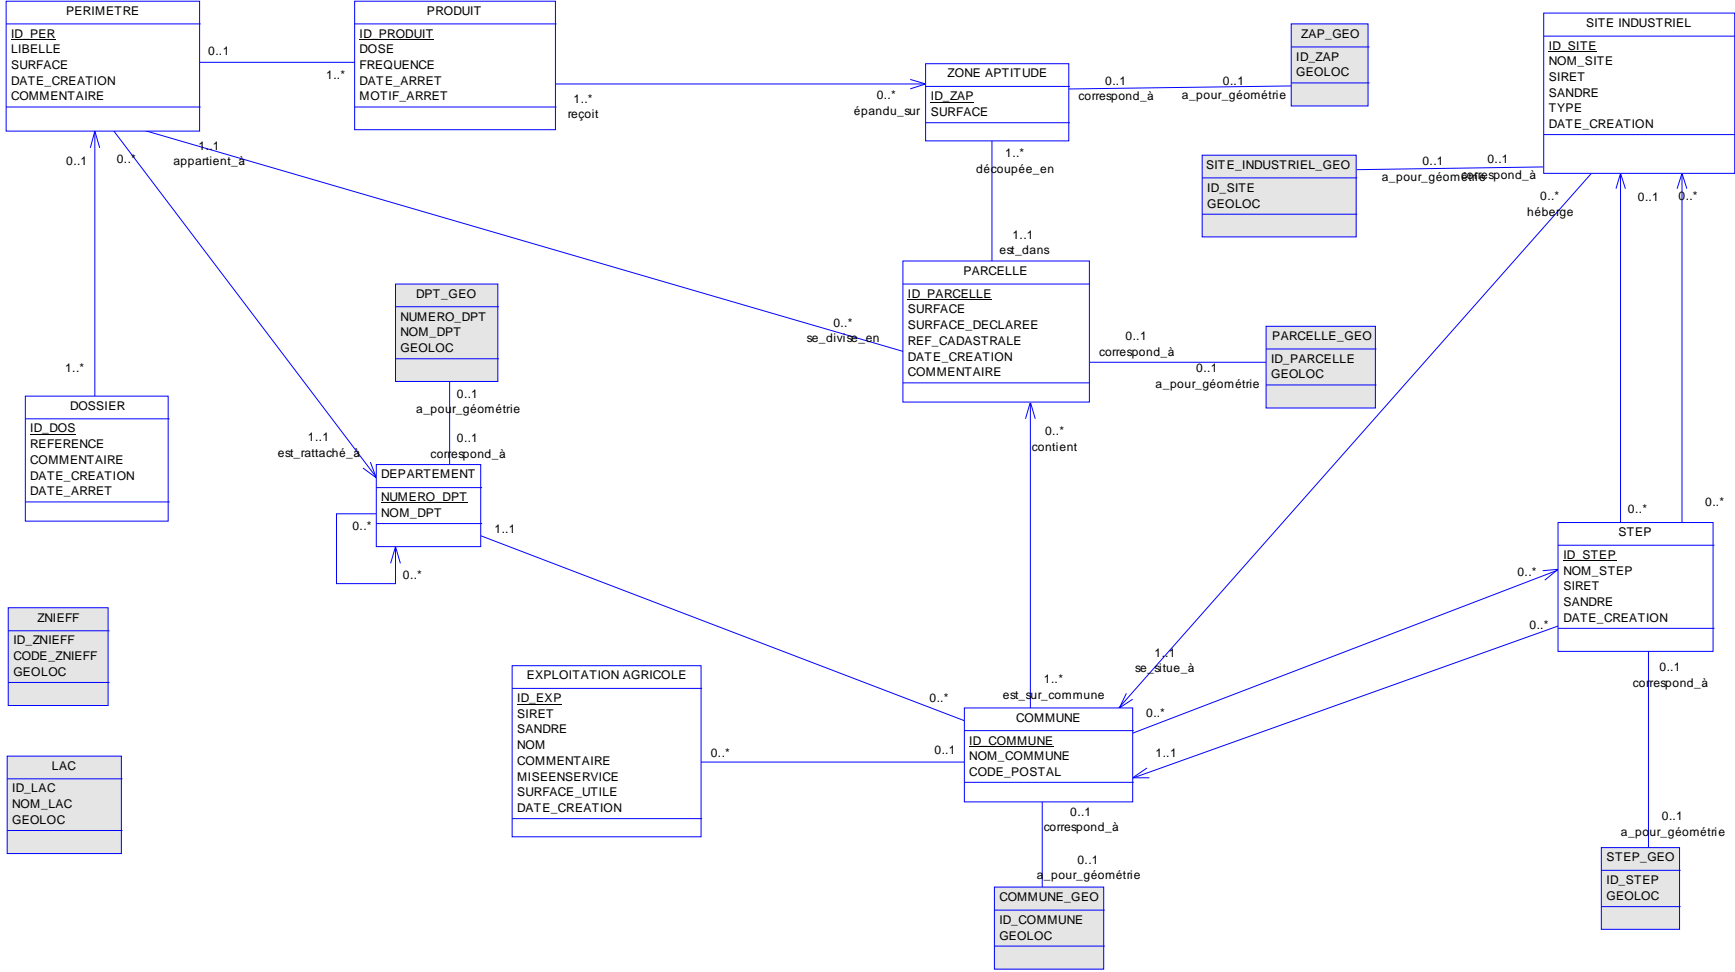 PERIMETRE
ID_PER
LIBELLE
SURFACE
DATE_CREATION
COMMENTAIRE
0..1
1..*
PRODUIT
ID_PRODUIT
DOSE
FREQUENCE
DATE_ARRET
MOTIF_ARRET
1..*
reçoit
0..*
épandu_sur
ZONE APTITUDE
ID_ZAP
SURFACE
0..1
correspond_à
0..1
a_pour_géométrie
ZAP_GEO
ID_ZAP
GEOLOC
SITE INDUSTRIEL
ID_SITE
NOM_SITE
SIRET
SANDRE
TYPE
DATE_CREATION
SITE_INDUSTRIEL_GEO
ID_SITE
GEOLOC
0..1
a_pour_géométrie
0..1
correspond_à
0..*
héberge
0..1
0..*
0..1
0..*
1..1
appartient_à
1..*
découpée_en
1..1
est_dans
PARCELLE
ID_PARCELLE
SURFACE
SURFACE_DECLAREE
REF_CADASTRALE
DATE_CREATION
COMMENTAIRE
0..*
se_divise_en
0..1
correspond_à
0..1
a_pour_géométrie
PARCELLE_GEO
ID_PARCELLE
GEOLOC
DPT_GEO
NUMERO_DPT
NOM_DPT
GEOLOC
0..1
a_pour_géométrie
0..1
correspond_à
1..*
DOSSIER
ID_DOS
REFERENCE
COMMENTAIRE
DATE_CREATION
DATE_ARRET
1..1
est_rattaché_à
DEPARTEMENT
NUMERO_DPT
NOM_DPT
0..*
0..*
1..1
0..*
contient
0..*
0..*
STEP
ID_STEP
NOM_STEP
SIRET
SANDRE
DATE_CREATION
0..*
0..*
ZNIEFF
ID_ZNIEFF
CODE_ZNIEFF
GEOLOC
LAC
ID_LAC
NOM_LAC
GEOLOC
EXPLOITATION AGRICOLE
ID_EXP
SIRET
SANDRE
NOM
COMMENTAIRE
MISEENSERVICE
SURFACE_UTILE
DATE_CREATION
0..*
0..1
0..*
1..*
est_sur_commune
1..1
se_situe_à
0..*
1..1
COMMUNE
ID_COMMUNE
NOM_COMMUNE
CODE_POSTAL
0..1
correspond_à
0..1
a_pour_géométrie
COMMUNE_GEO
ID_COMMUNE
GEOLOC
0..1
correspond_à
0..1
a_pour_géométrie
STEP_GEO
ID_STEP
GEOLOC